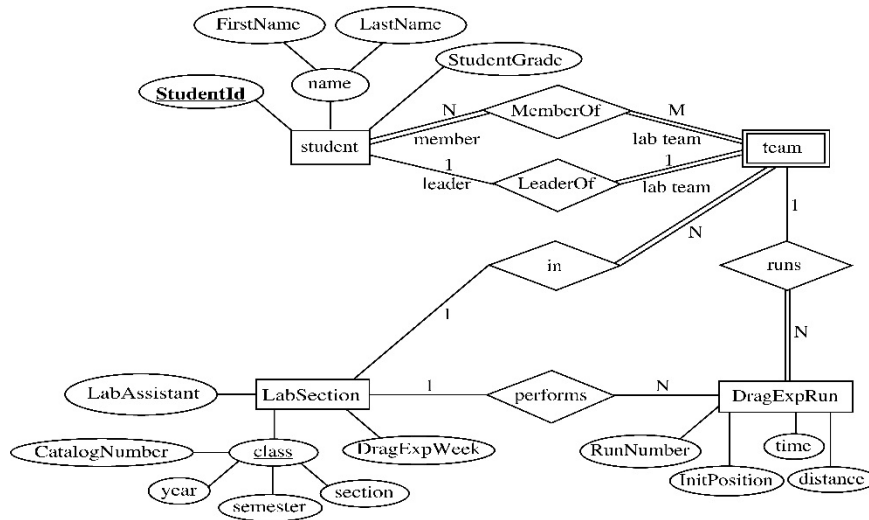 FirstName
LastName
StudentGrade
name
StudentId
N
MemberOf
M
member
lab team
student
team
1
1
leader
LeaderOf
lab team
N
1
in
runs
1
N
LabAssistant
LabSection
1
performs
N
DragExpRun
CatalogNumber
class
DragExpWeek
RunNumber
time
year
section
InitPosition
distance
semester